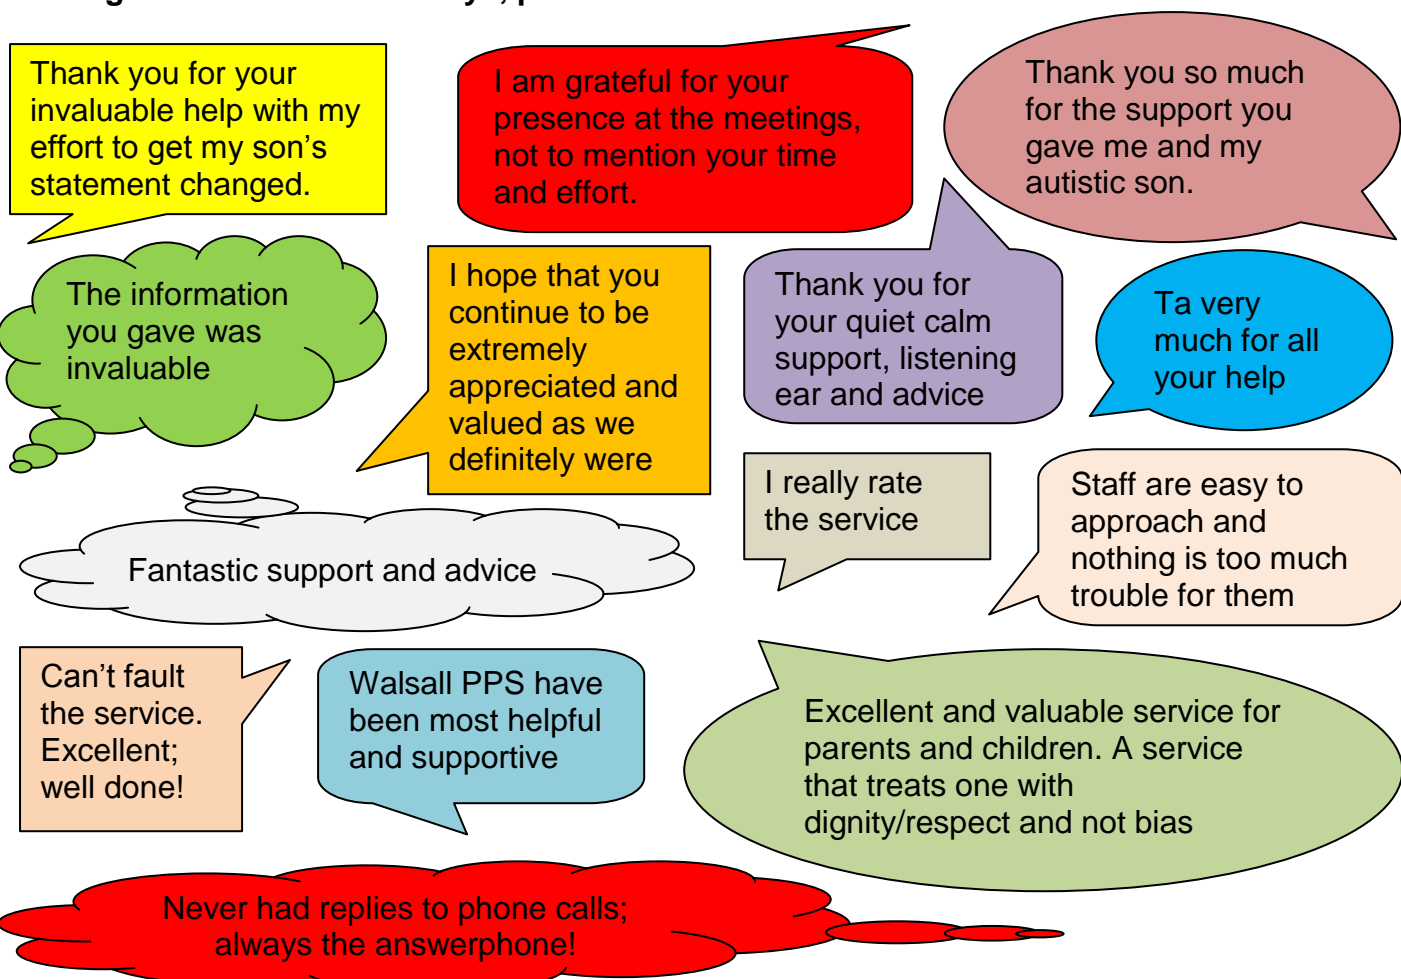 Thank you for your
invaluable help with my
effort to get my son’s
statement changed.
I am grateful for your
presence at the meetings,
not to mention your time
and effort.
Thank you so much
for the support you
gave me and my
autistic son.
The information
you gave was
invaluable
I hope that you
continue to be
extremely
appreciated and
valued as we
definitely were
Thank you for
your quiet calm
support, listening
ear and advice
Ta very
much for all
your help
Fantastic support and advice
I really rate
the service
Staff are easy to
approach and
nothing is too much
trouble for them
Can’t fault
the service.
Excellent;
well done!
Walsall PPS have
been most helpful
and supportive
Excellent and valuable service for
parents and children. A service
that treats one with
dignity/respect and not bias
Never had replies to phone calls;
always the answerphone!